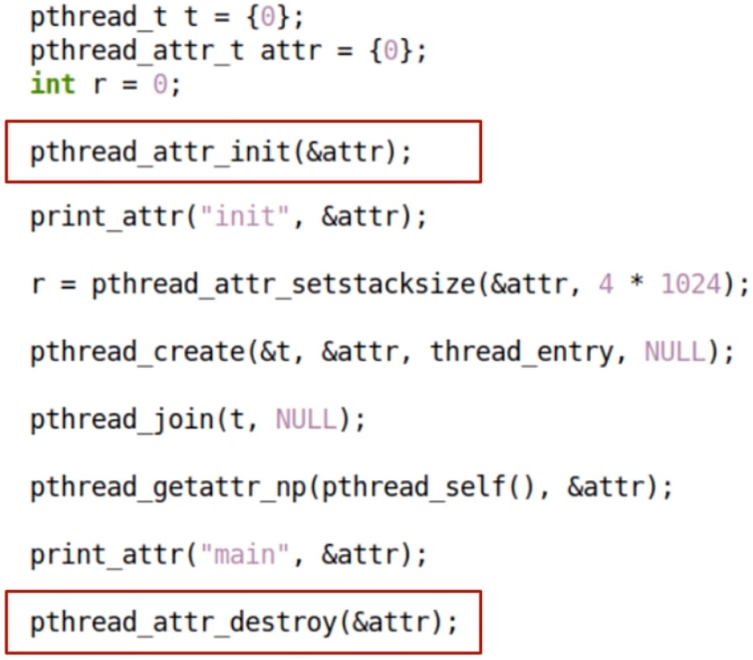 pthread_t t = {0};
pthread_attr_t attr = {0};
int r = 0;
pthread_attr_init(&attr);
print_attr("init", &attr);
r = pthread_attr_setstacksize(&attr, 4 * 1024);
pthread_create(&t, &attr, thread_entry, NULL);
pthread_join(t, NULL);
pthread_getattr_np(pthread_self(), &attr);
print_attr("main", &attr);
pthread_attr_destroy(&attr);